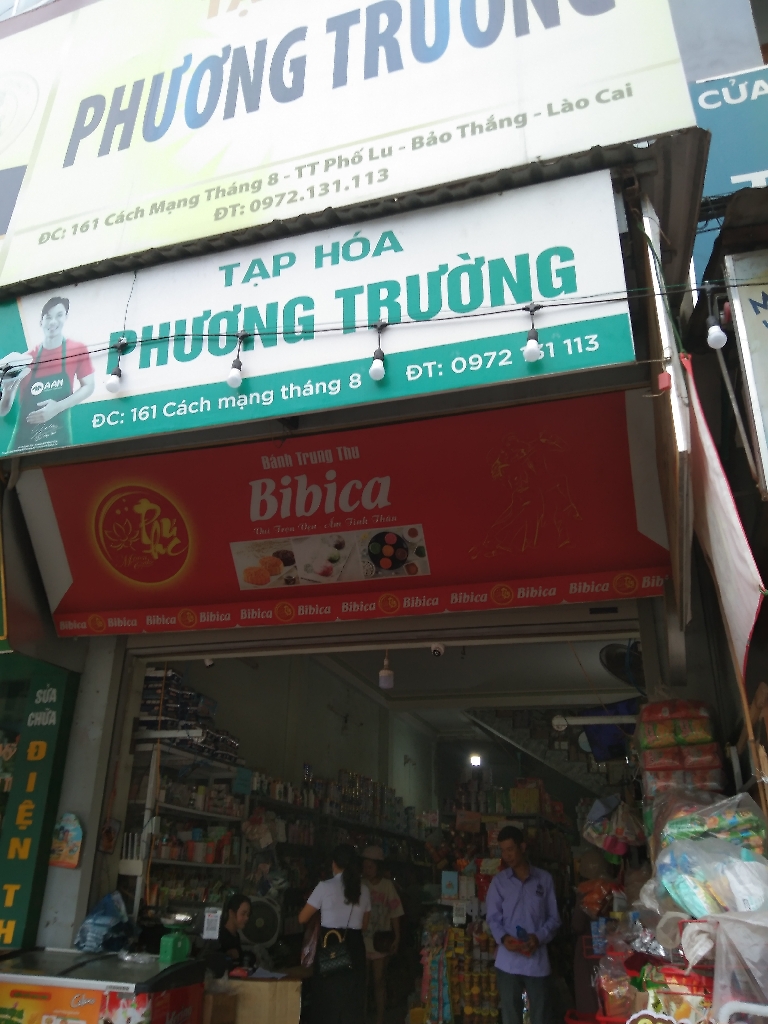 PHƯƠNG TRƯỜNG
ĐC: 161 Cách Mạng Tháng 8 - TT Phố Lu - Bảo Thắng - Lào Cai
ĐT: 0972.131.113
CỬA
TẠP HÓA
PHƯƠNG TRƯỜNG
ĐC: 161 Cách mạng tháng 8 ĐT: 0972 131 113
Bánh Trung Thu
Bibica
Bibica Bibica Bibica Bibica Bibica Bibica
SỬA
CHỮA
ĐIỆN TH